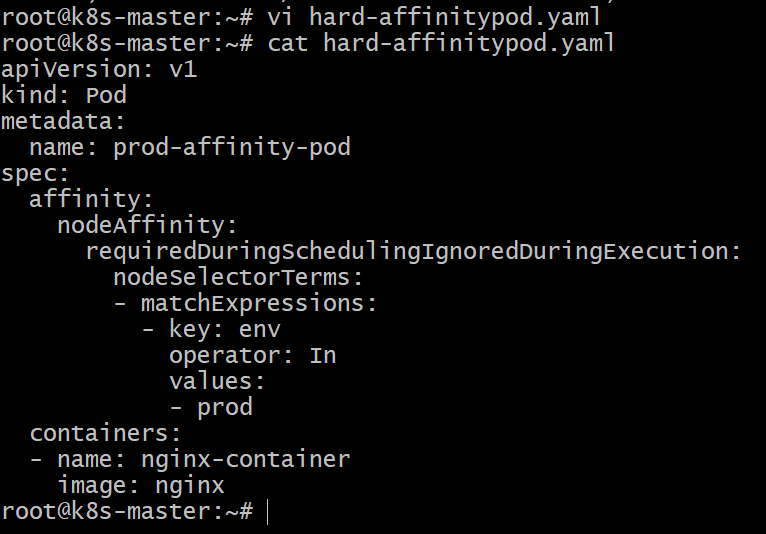 root@k8s-master:~# vi hard-affinitypod.yaml
root@k8s-master:~# cat hard-affinitypod.yaml
apiVersion: v1
kind: Pod
metadata:
  name: prod-affinity-pod
spec:
  affinity:
    nodeAffinity:
      requiredDuringSchedulingIgnoredDuringExecution:
        nodeSelectorTerms:
        - matchExpressions:
          - key: env
            operator: In
            values:
            - prod
  containers:
  - name: nginx-container
    image: nginx
root@k8s-master:~#